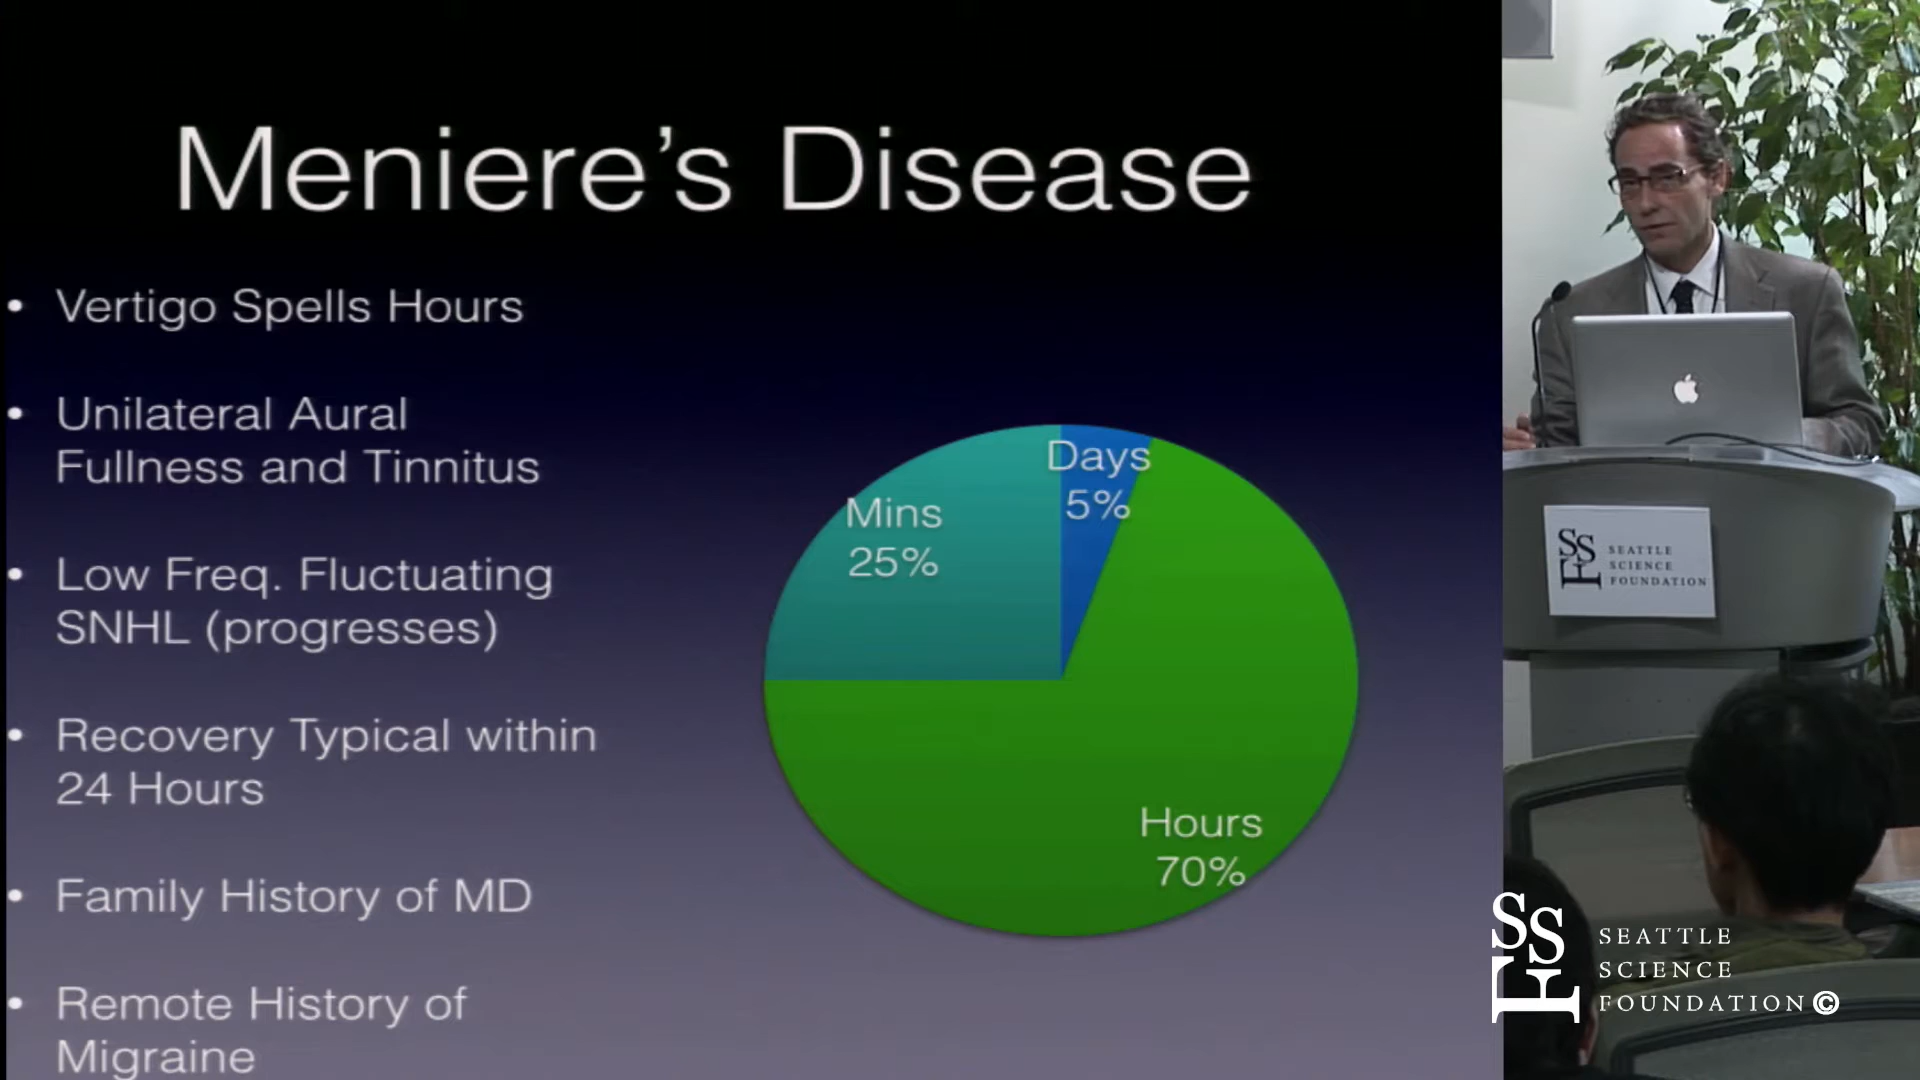 Meniere's Disease
• Vertigo Spells Hours
• Unilateral Aural
Fullness and Tinnitus
• Low Freq. Fluctuating
SNHL (progresses)
• Recovery Typical within
24 Hours
• Family History of MD
• Remote History of
Migraine
Days
5%
Mins
25%
Hours
70%
SSF
SEATTLE
SCIENCE
FOUNDATION
SSF
SEATTLE
SCIENCE
FOUNDATION©